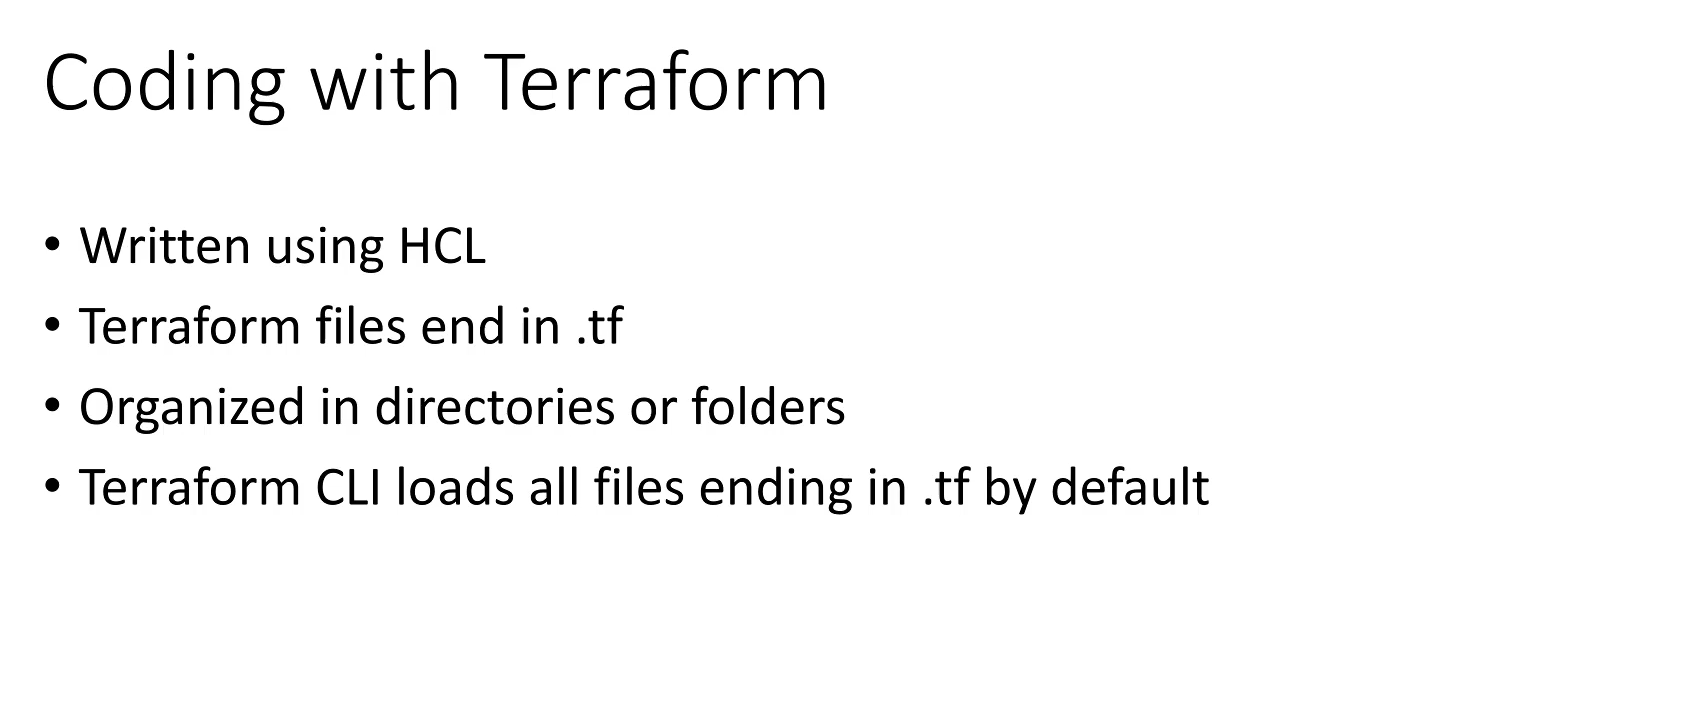 Coding with Terraform
• Written using HCL
• Terraform files end in .tf
• Organized in directories or folders
• Terraform CLI loads all files ending in .tf by default